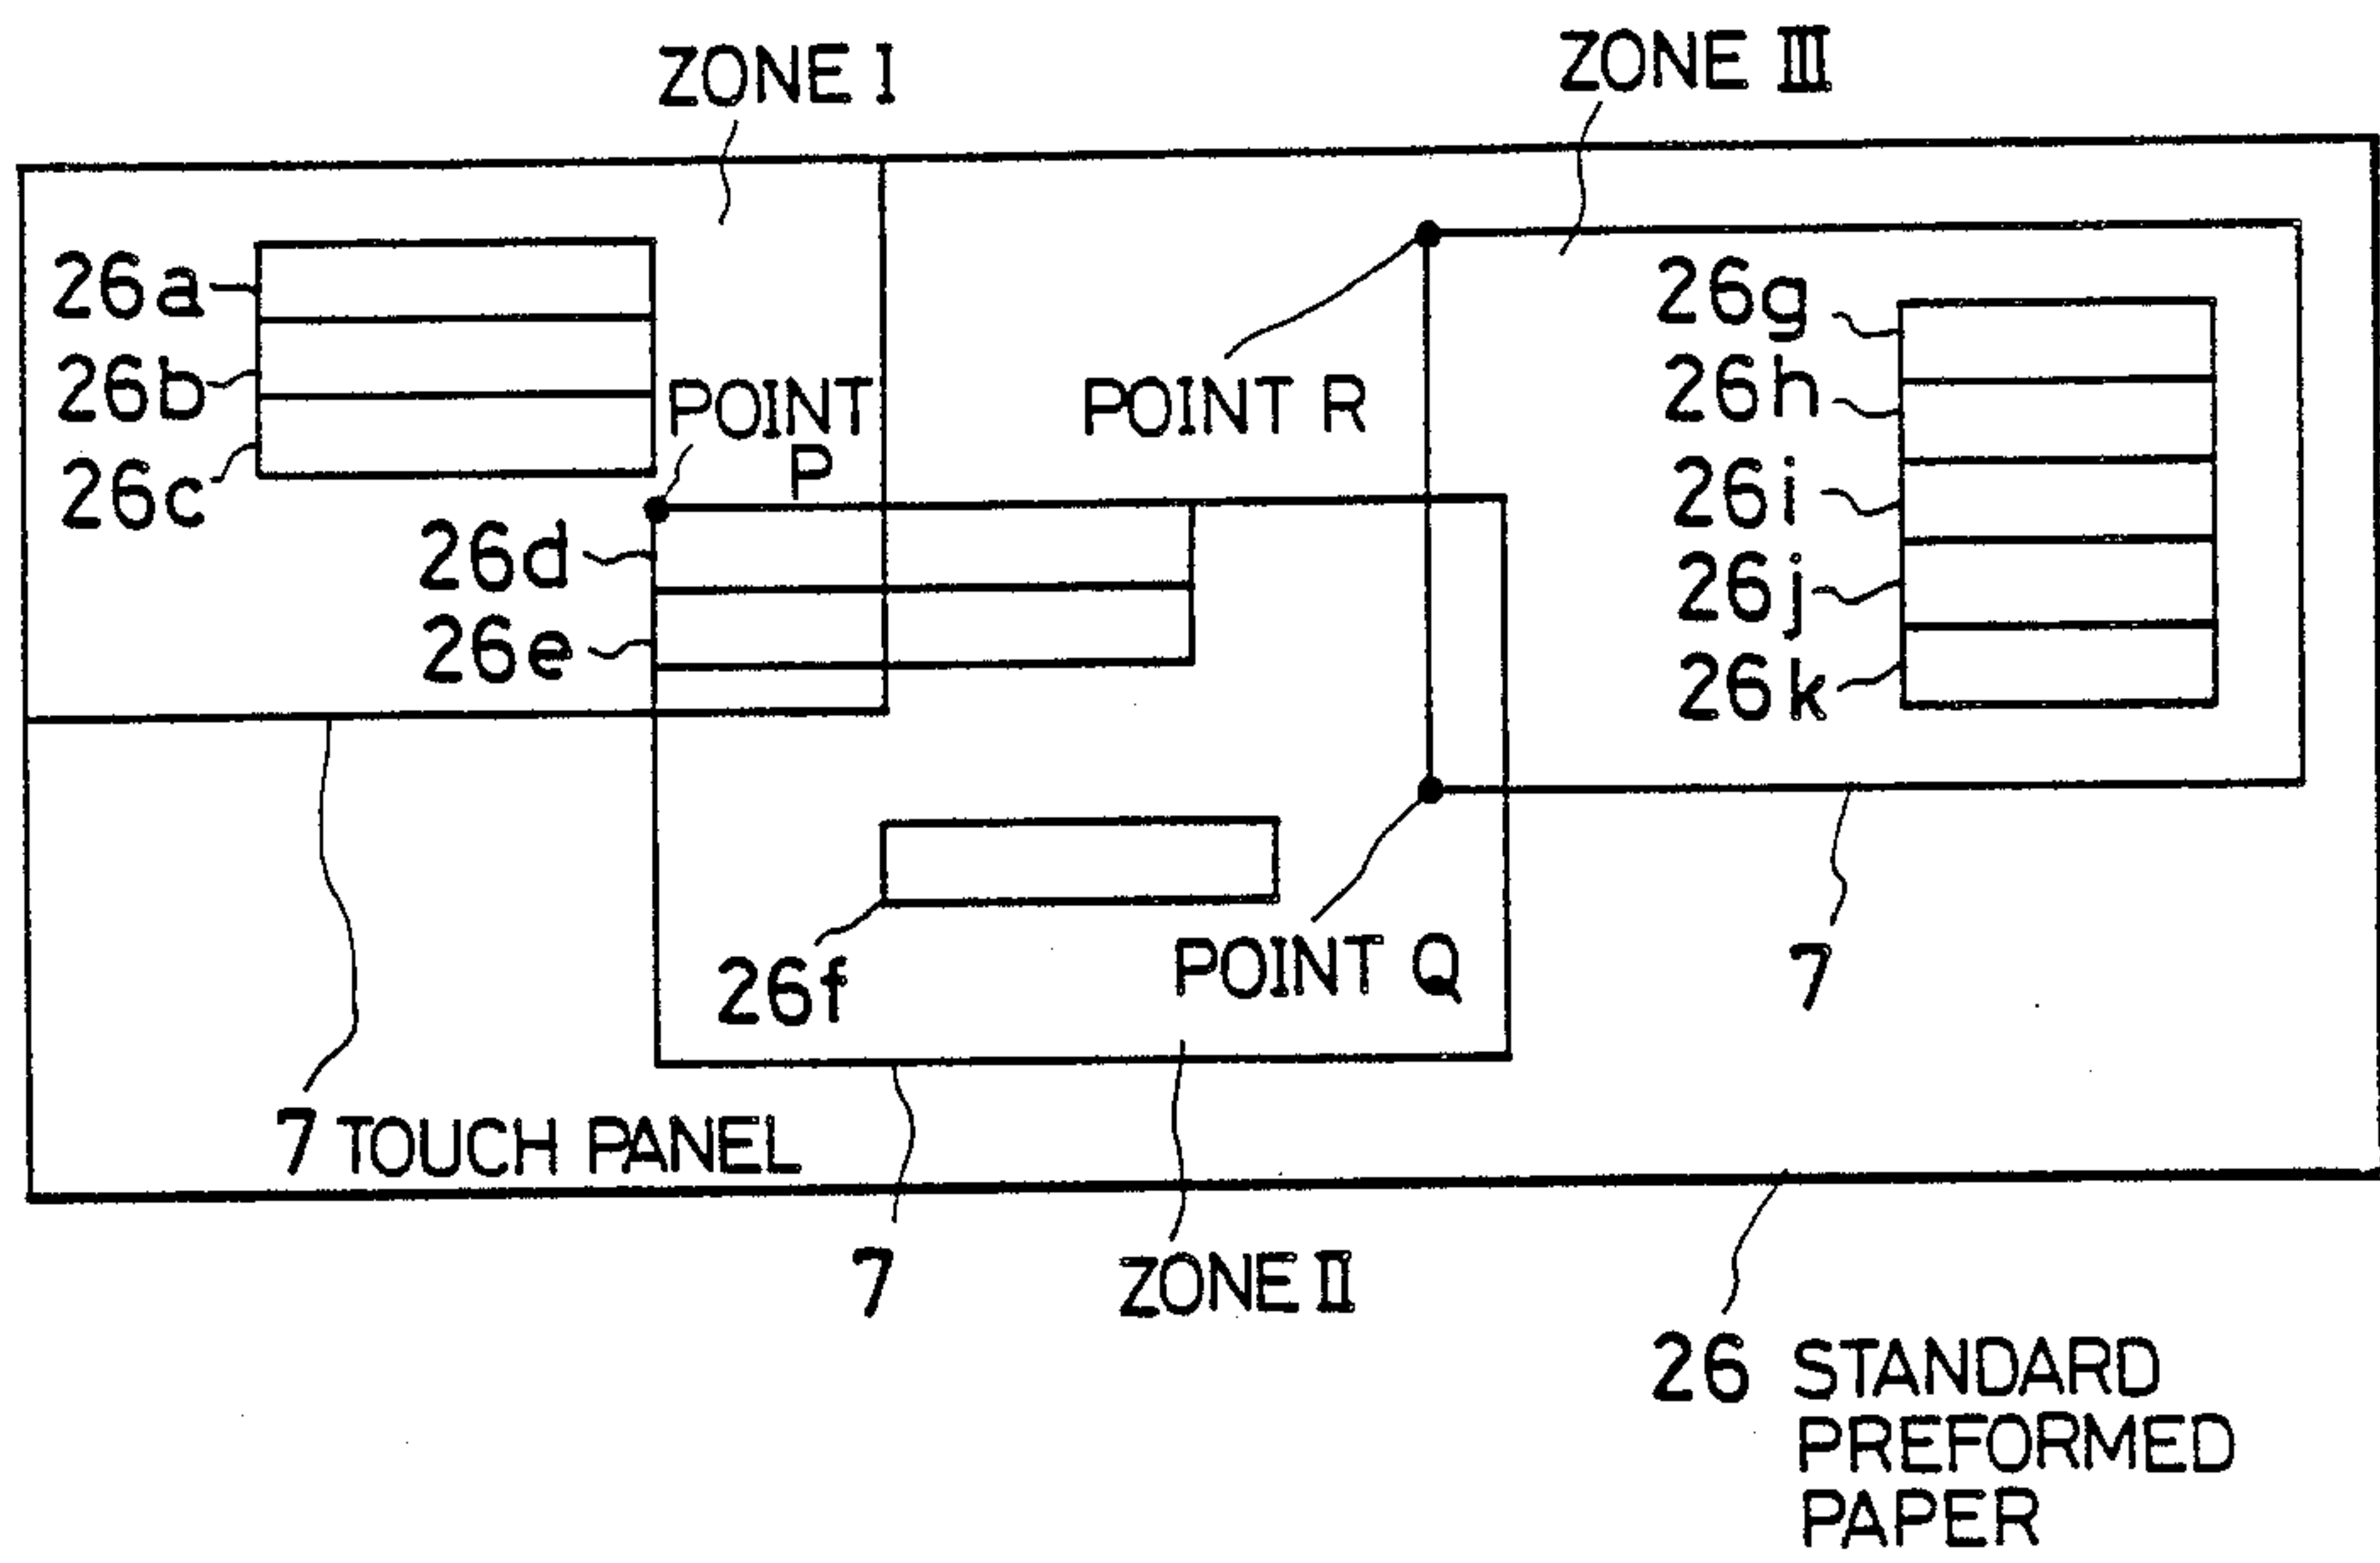 ZONE I
ZONE III
26a
26b
26c
POINT
P
POINT R
26g
26h
26i
26j
26k
26d
26e
26f
POINT Q
7
7 TOUCH PANEL
7
ZONE II
26 STANDARD
PREFORMED
PAPER